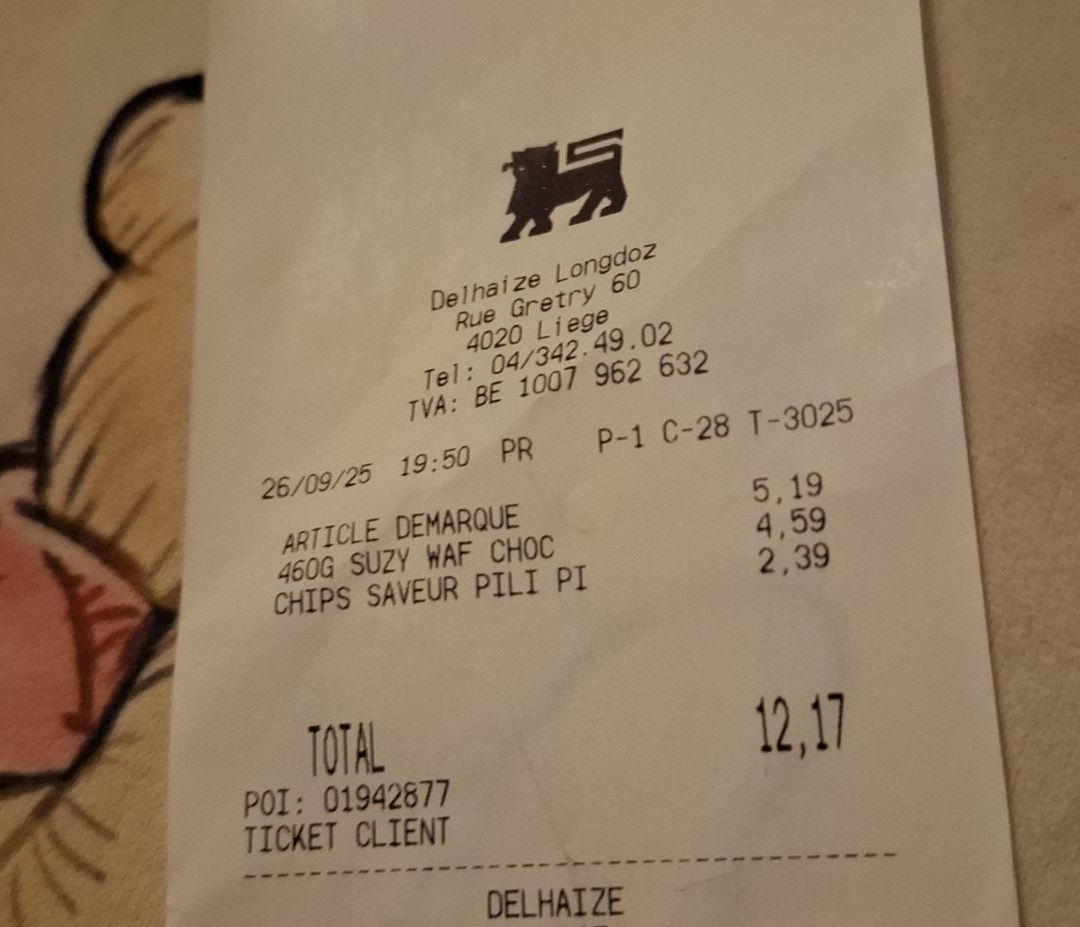 Delhaize Longdoz
Rue Gretry 60
4020 Liege
Tel: 04/342.49.02
TVA: BE 1007 962 632
26/09/25 19:50 PR P-1 C-28 T-3025
ARTICLE DEMARQUE 5,19
460G SUZY WAF CHOC 4,59
CHIPS SAVEUR PILI PI 2,39
TOTAL 12,17
POI: 01942877
TICKET CLIENT
DELHAIZE